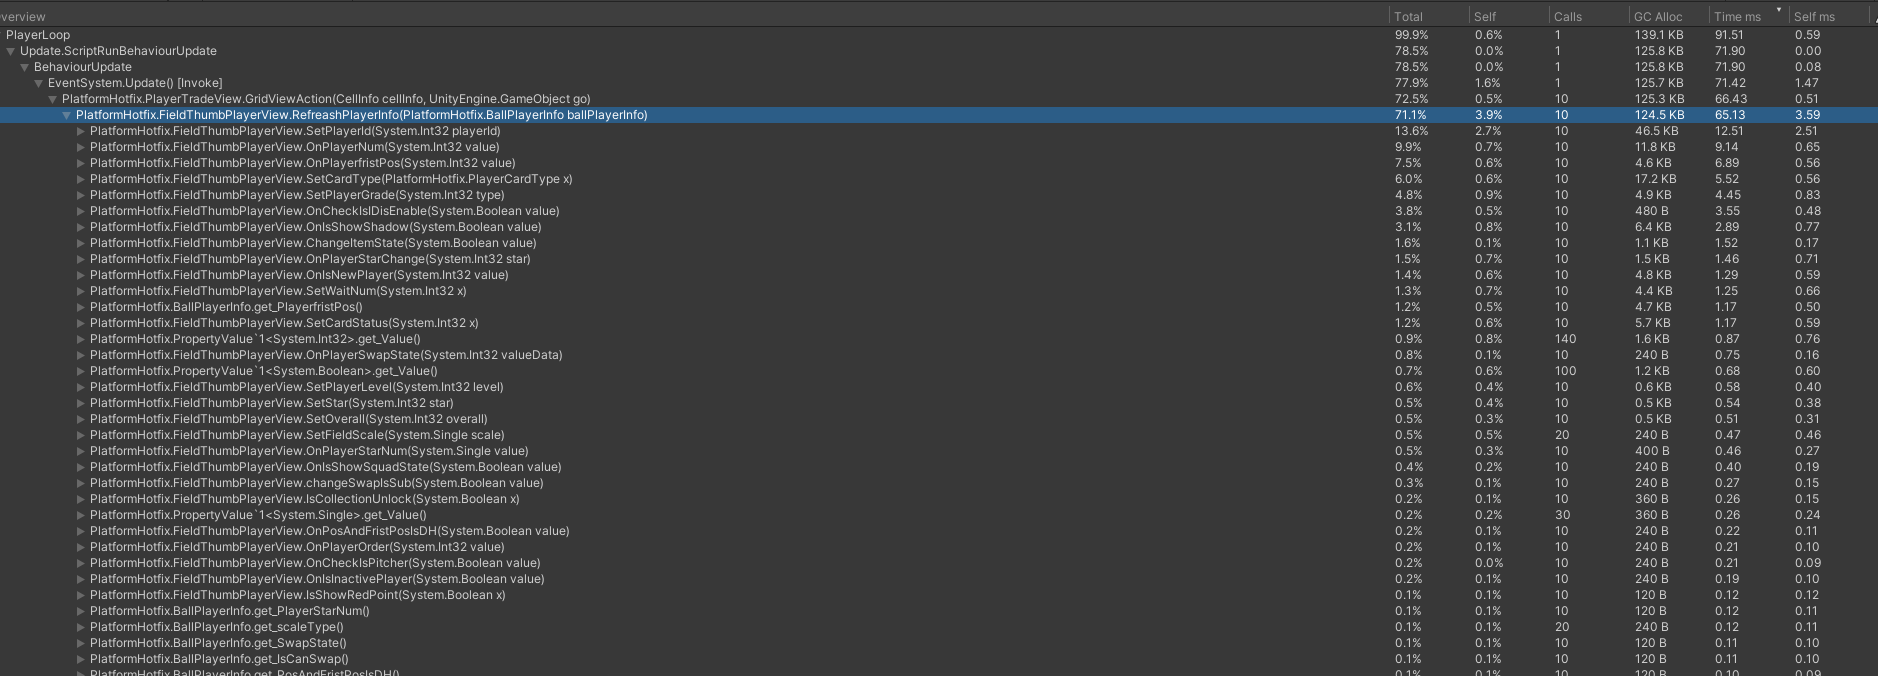 verview Total Self Calls GC Alloc Time ms Self ms
PlayerLoop 99.9% 0.6% 1 139.1 KB 91.51 0.59
Update.ScriptRunBehaviourUpdate 78.5% 0.0% 1 125.8 KB 71.90 0.00
BehaviourUpdate 78.5% 0.0% 1 125.8 KB 71.90 0.08
EventSystem.Update() [Invoke] 77.9% 1.6% 1 125.7 KB 71.42 1.47
PlatformHotfix.PlayerTradeView.GridViewAction(CellInfo cellInfo, UnityEngine.GameObject go) 72.5% 0.5% 10 125.3 KB 66.43 0.51
PlatformHotfix.FieldThumbPlayerView.RefreashPlayerInfo(PlatformHotfix.BallPlayerInfo ballPlayerInfo) 71.1% 3.9% 10 124.5 KB 65.13 3.59
PlatformHotfix.FieldThumbPlayerView.SetPlayerId(System.Int32 playerId) 13.6% 2.7% 10 46.5 KB 12.51 2.51
PlatformHotfix.FieldThumbPlayerView.OnPlayerNum(System.Int32 value) 9.9% 0.7% 10 11.8 KB 9.14 0.65
PlatformHotfix.FieldThumbPlayerView.OnPlayerfristPos(System.Int32 value) 7.5% 0.6% 10 4.6 KB 6.89 0.56
PlatformHotfix.FieldThumbPlayerView.SetCardType(PlatformHotfix.PlayerCardType x) 6.0% 0.6% 10 17.2 KB 5.52 0.56
PlatformHotfix.FieldThumbPlayerView.SetPlayerGrade(System.Int32 type) 4.8% 0.9% 10 4.9 KB 4.45 0.83
PlatformHotfix.FieldThumbPlayerView.OnCheckIsIDisEnable(System.Boolean value) 3.8% 0.5% 10 480 B 3.55 0.48
PlatformHotfix.FieldThumbPlayerView.OnIsShowShadow(System.Boolean value) 3.1% 0.8% 10 6.4 KB 2.89 0.77
PlatformHotfix.FieldThumbPlayerView.ChangeItemState(System.Boolean value) 1.6% 0.1% 10 1.1 KB 1.52 0.17
PlatformHotfix.FieldThumbPlayerView.OnPlayerStarChange(System.Int32 star) 1.5% 0.7% 10 1.5 KB 1.46 0.71
PlatformHotfix.FieldThumbPlayerView.OnIsNewPlayer(System.Int32 value) 1.4% 0.6% 10 4.8 KB 1.29 0.59
PlatformHotfix.FieldThumbPlayerView.SetWaitNum(System.Int32 x) 1.3% 0.7% 10 4.4 KB 1.25 0.66
PlatformHotfix.BallPlayerInfo.get_PlayerfristPos() 1.2% 0.5% 10 4.7 KB 1.17 0.50
PlatformHotfix.FieldThumbPlayerView.SetCardStatus(System.Int32 x) 1.2% 0.6% 10 5.7 KB 1.17 0.59
PlatformHotfix.PropertyValue`1<System.Int32>.get_Value() 0.9% 0.8% 140 1.6 KB 0.87 0.76
PlatformHotfix.FieldThumbPlayerView.OnPlayerSwapState(System.Int32 valueData) 0.8% 0.1% 10 240 B 0.75 0.16
PlatformHotfix.PropertyValue`1<System.Boolean>.get_Value() 0.7% 0.6% 100 1.2 KB 0.68 0.60
PlatformHotfix.FieldThumbPlayerView.SetPlayerLevel(System.Int32 level) 0.6% 0.4% 10 0.6 KB 0.58 0.40
PlatformHotfix.FieldThumbPlayerView.SetStar(System.Int32 star) 0.5% 0.4% 10 0.5 KB 0.54 0.38
PlatformHotfix.FieldThumbPlayerView.SetOverall(System.Int32 overall) 0.5% 0.3% 10 0.5 KB 0.51 0.31
PlatformHotfix.FieldThumbPlayerView.SetFieldScale(System.Single scale) 0.5% 0.5% 20 240 B 0.47 0.46
PlatformHotfix.FieldThumbPlayerView.OnPlayerStarNum(System.Single value) 0.5% 0.3% 10 400 B 0.46 0.27
PlatformHotfix.FieldThumbPlayerView.OnIsShowSquadState(System.Boolean value) 0.4% 0.2% 10 240 B 0.40 0.19
PlatformHotfix.FieldThumbPlayerView.changeSwapIsSub(System.Boolean value) 0.3% 0.1% 10 240 B 0.27 0.15
PlatformHotfix.FieldThumbPlayerView.IsCollectionUnlock(System.Boolean x) 0.2% 0.1% 10 360 B 0.26 0.15
PlatformHotfix.PropertyValue`1<System.Single>.get_Value() 0.2% 0.2% 30 360 B 0.26 0.24
PlatformHotfix.FieldThumbPlayerView.OnPosAndFristPosIsDH(System.Boolean value) 0.2% 0.1% 10 240 B 0.22 0.11
PlatformHotfix.FieldThumbPlayerView.OnPlayerOrder(System.Int32 value) 0.2% 0.1% 10 240 B 0.21 0.10
PlatformHotfix.FieldThumbPlayerView.OnCheckIsPitcher(System.Boolean value) 0.2% 0.0% 10 240 B 0.21 0.09
PlatformHotfix.FieldThumbPlayerView.OnIsInactivePlayer(System.Boolean value) 0.2% 0.1% 10 240 B 0.19 0.10
PlatformHotfix.FieldThumbPlayerView.IsShowRedPoint(System.Boolean x) 0.1% 0.1% 10 120 B 0.12 0.12
PlatformHotfix.BallPlayerInfo.get_PlayerStarNum() 0.1% 0.1% 10 120 B 0.12 0.11
PlatformHotfix.BallPlayerInfo.get_scaleType() 0.1% 0.1% 20 240 B 0.12 0.11
PlatformHotfix.BallPlayerInfo.get_SwapState() 0.1% 0.1% 10 120 B 0.11 0.10
PlatformHotfix.BallPlayerInfo.get_IsCanSwap() 0.1% 0.1% 10 120 B 0.11 0.10
PlatformHotfix.BallPlayerInfo.get_PosAndFristPosIsDH() 0.1% 0.1% 10 120 B 0.10 0.09